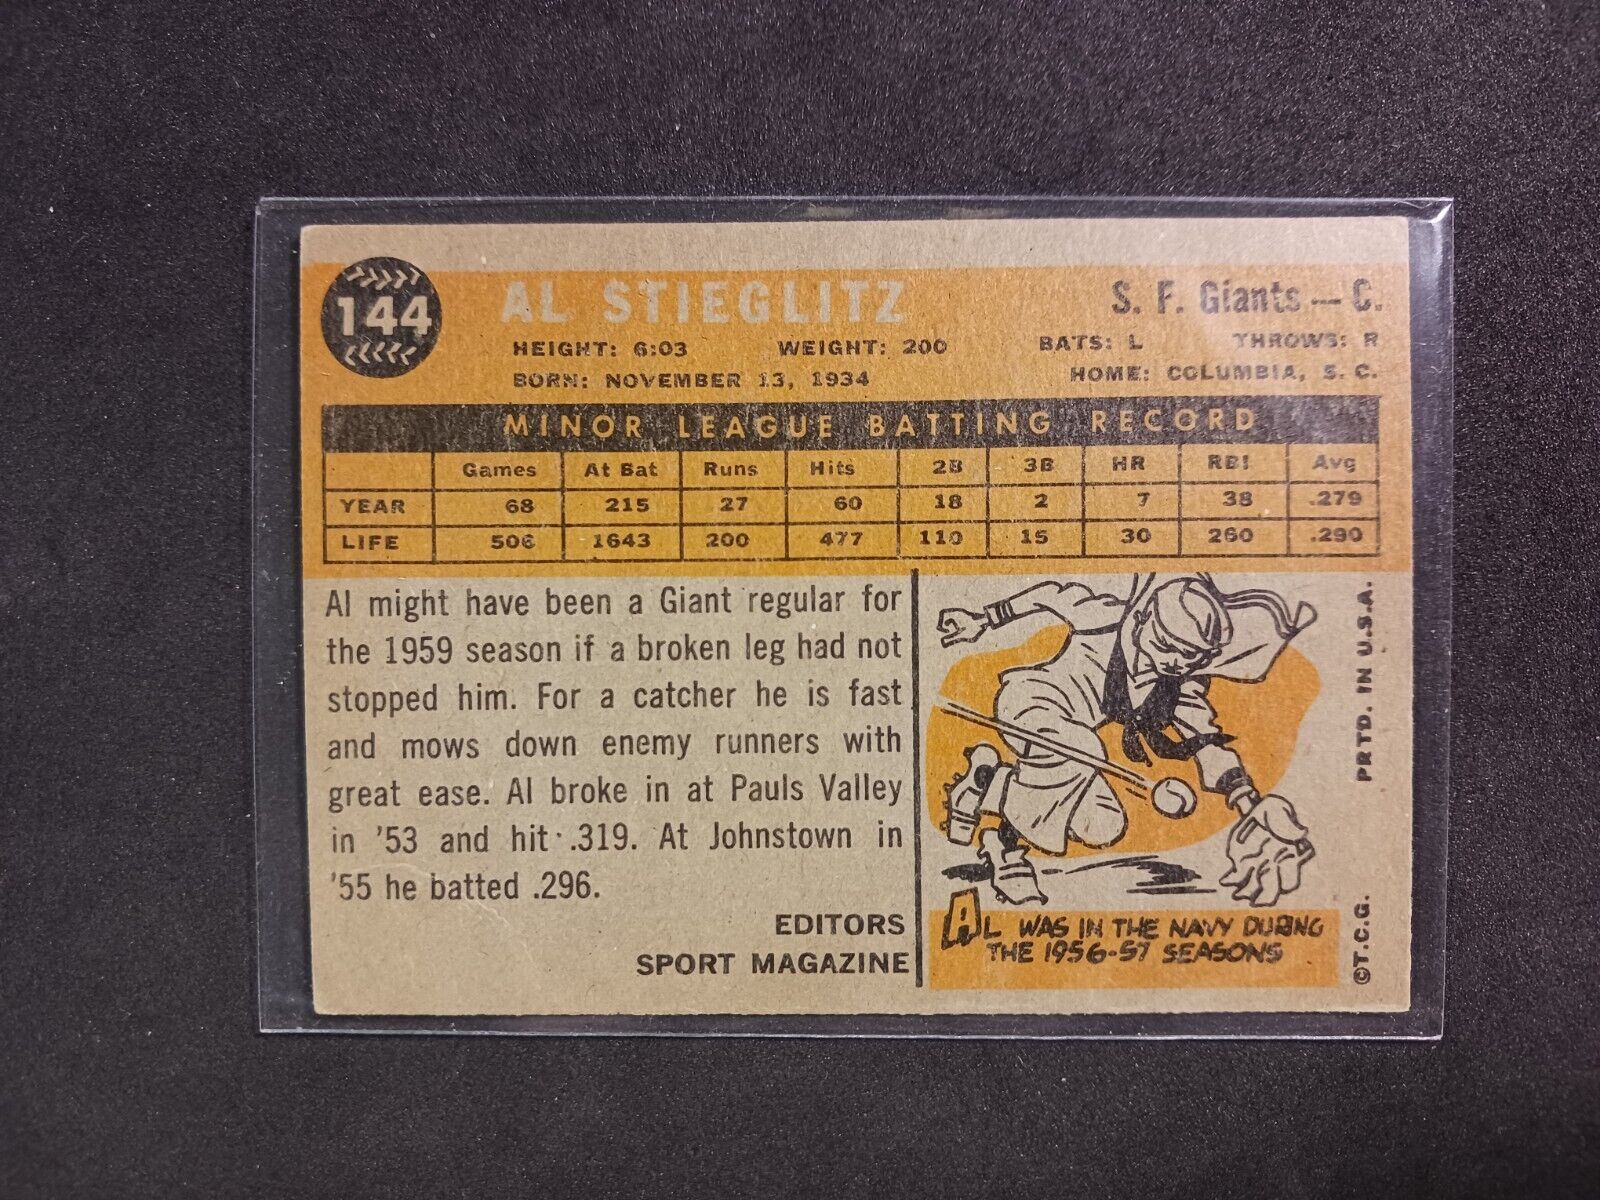 144
AL STIEGLITZ
S. F. Giants — C.
HEIGHT: 6:03 WEIGHT: 200 BATS: L THROWS: R
BORN: NOVEMBER 13, 1934 HOME: COLUMBIA, S. C.
MINOR LEAGUE BATTING RECORD
Games At Bat Runs Hits 2B 3B HR RBI Avg
YEAR 68 215 27 60 18 2 7 38 .279
LIFE 506 1643 200 477 110 15 30 260 .290
Al might have been a Giant regular for
the 1959 season if a broken leg had not
stopped him. For a catcher he is fast
and mows down enemy runners with
great ease. Al broke in at Pauls Valley
in '53 and hit .319. At Johnstown in
'55 he batted .296.
EDITORS
SPORT MAGAZINE
AL WAS IN THE NAVY DURING
THE 1956-57 SEASONS
©T.C.G. PRTD. IN U.S.A.